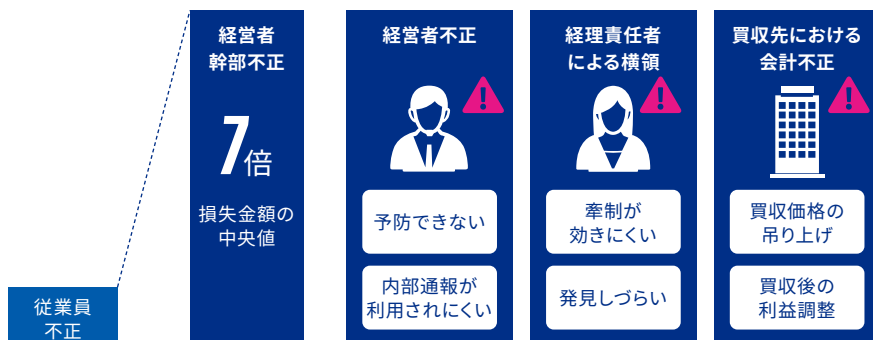 従業員
不正
経営者
幹部不正
7倍
損失金額の
中央値
経営者不正
予防できない
内部通報が
利用されにくい
経理責任者
による横領
牽制が
効きにくい
発見しづらい
買収先における
会計不正
買収価格の
吊り上げ
買収後の
利益調整